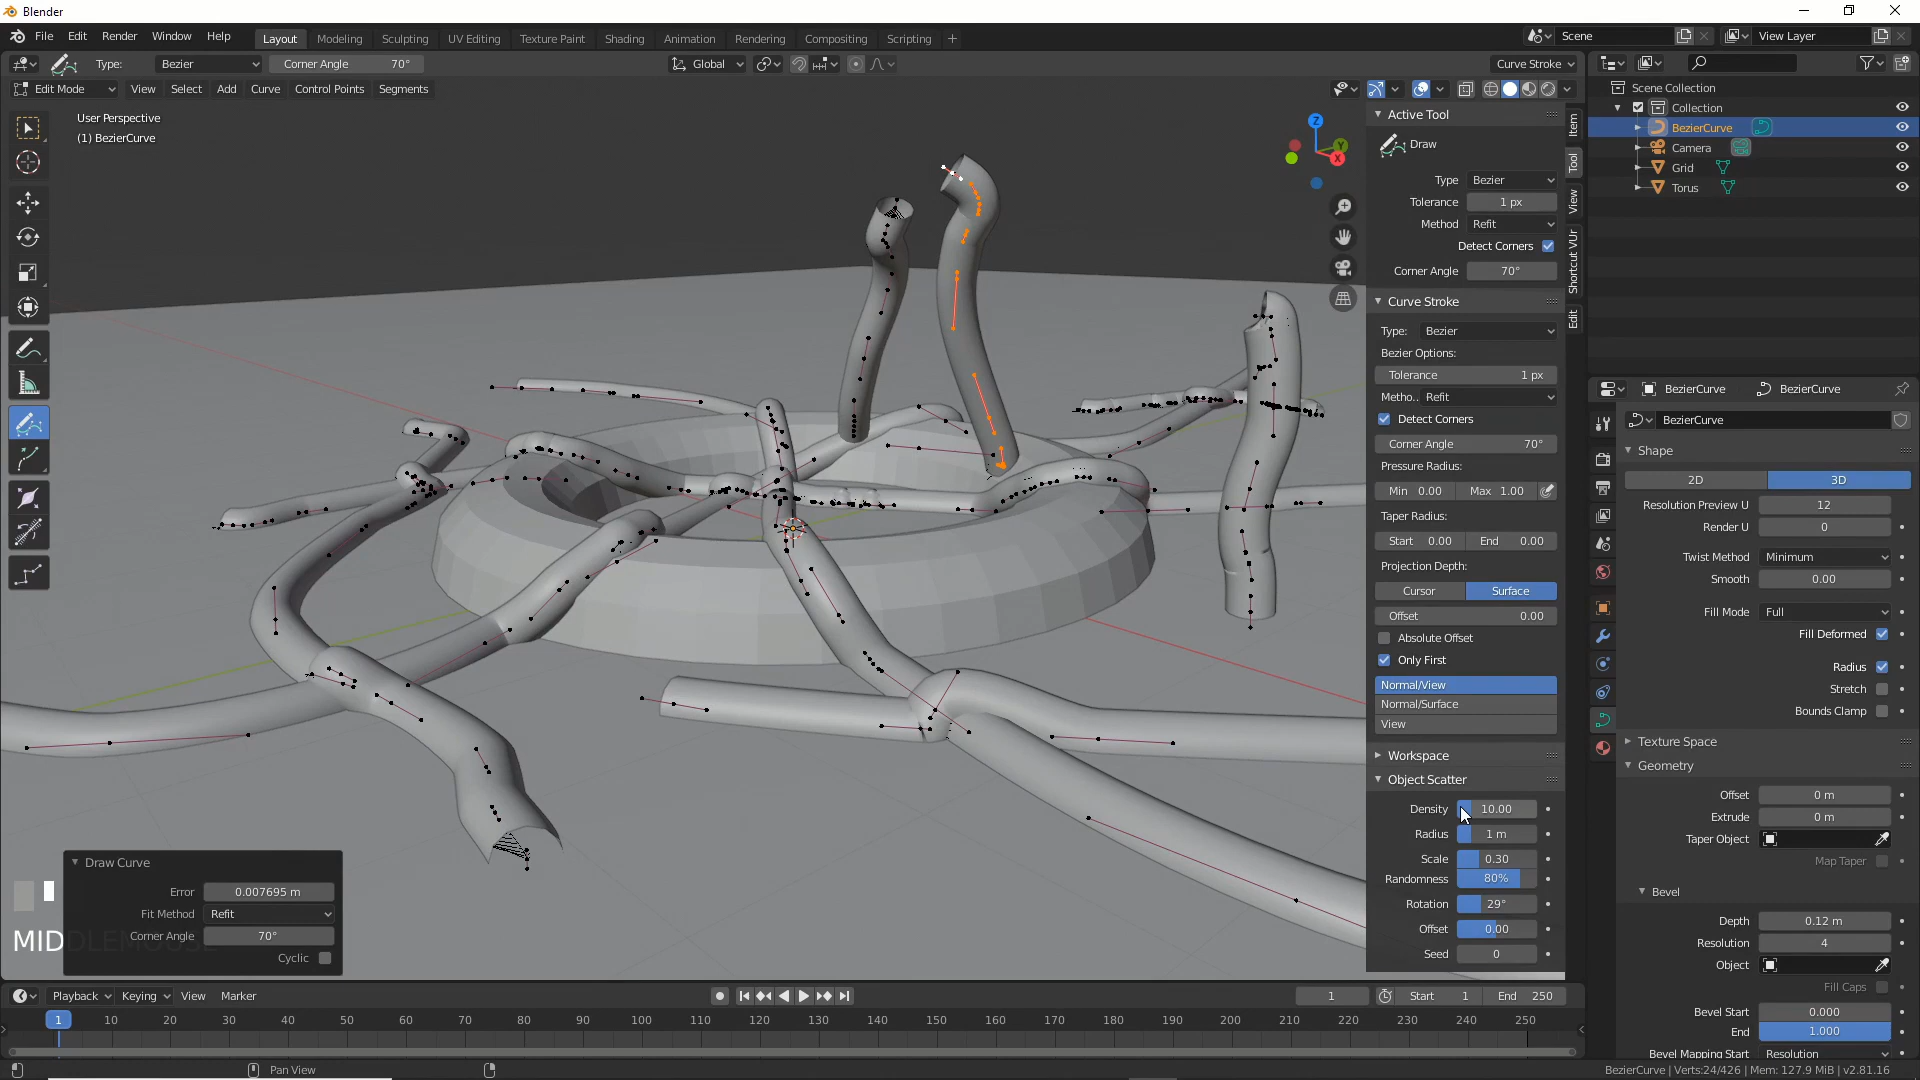 Blender
File Edit Render Window Help Layout Modeling Sculpting UV Editing Texture Paint Shading Animation Rendering Compositing Scripting + Scene View Layer
Type: Bezier Corner Angle 70° Global Curve Stroke
Edit Mode View Select Add Curve Control Points Segments
User Perspective
(1) BezierCurve
Z
Y
X
Active Tool
Draw
Type Bezier
Tolerance 1 px
Method Refit
Detect Corners
Corner Angle 70°
Curve Stroke
Type: Bezier
Bezier Options:
Tolerance 1 px
Metho.. Refit
Detect Corners
Corner Angle 70°
Pressure Radius:
Min 0.00 Max 1.00
Taper Radius:
Start 0.00 End 0.00
Projection Depth:
Cursor Surface
Offset 0.00
Absolute Offset
Only First
Normal/View
Normal/Surface
View
Workspace
Object Scatter
Density 10.00
Radius 1 m
Scale 0.30
Randomness 80%
Rotation 29°
Offset 0.00
Seed 0
Item
Tool
View
Shortcut VUr
Edit
Scene Collection
Collection
BezierCurve
Camera
Grid
Torus
BezierCurve BezierCurve
BezierCurve
Shape
2D 3D
Resolution Preview U 12
Render U 0
Twist Method Minimum
Smooth 0.00
Fill Mode Full
Fill Deformed
Radius
Stretch
Bounds Clamp
Texture Space
Geometry
Offset 0 m
Extrude 0 m
Taper Object
Map Taper
Bevel
Depth 0.12 m
Resolution 4
Object
Fill Caps
Bevel Start 0.000
End 1.000
Bevel Mapping Start Resolution
Draw Curve
Error 0.007695 m
Fit Method Refit
Corner Angle 70°
Cyclic
Playback Keying View Marker 1 Start 1 End 250
1 10 20 30 40 50 60 70 80 90 100 110 120 130 140 150 160 170 180 190 200 210 220 230 240 250
Pan View BezierCurve | Verts:24/426 | Mem: 127.9 MiB | v2.81.16